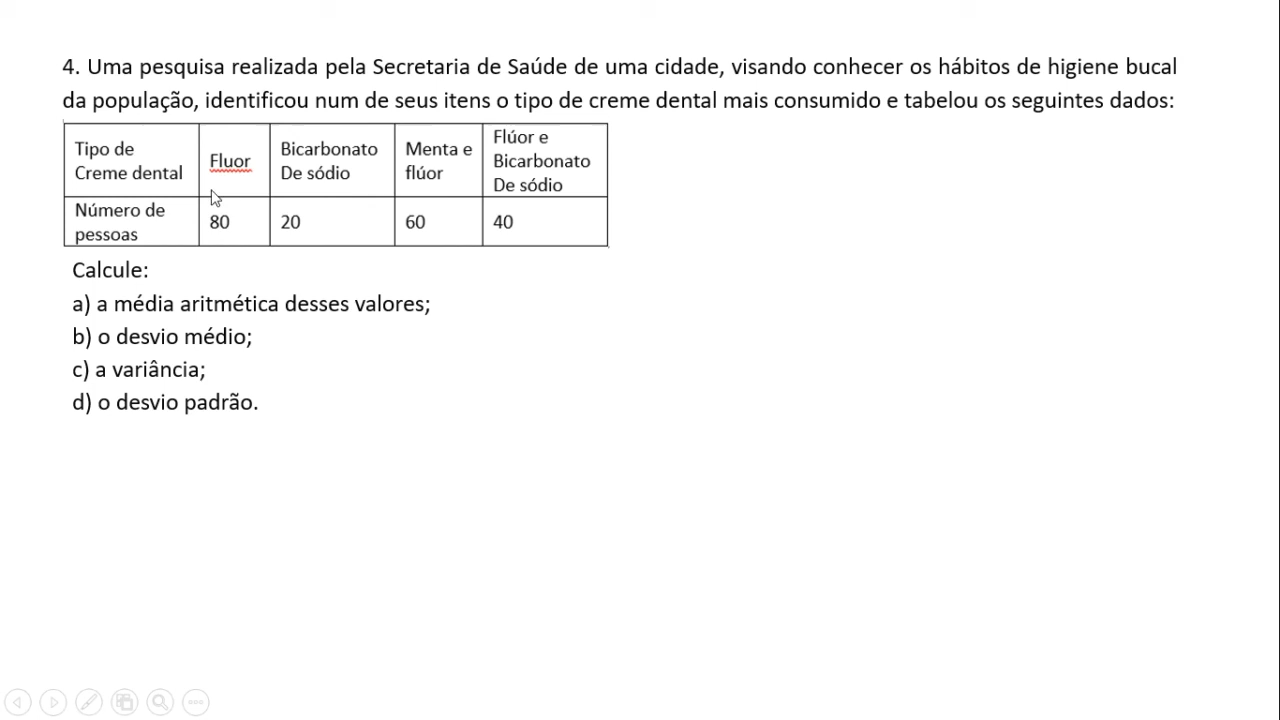 4. Uma pesquisa realizada pela Secretaria de Saúde de uma cidade, visando conhecer os hábitos de higiene bucal
da população, identificou num de seus itens o tipo de creme dental mais consumido e tabelou os seguintes dados:
Tipo de
Creme dental
Fluor
Bicarbonato
De sódio
Menta e
flúor
Flúor e
Bicarbonato
De sódio
Número de
pessoas
80
20
60
40
Calcule:
a) a média aritmética desses valores;
b) o desvio médio;
c) a variância;
d) o desvio padrão.